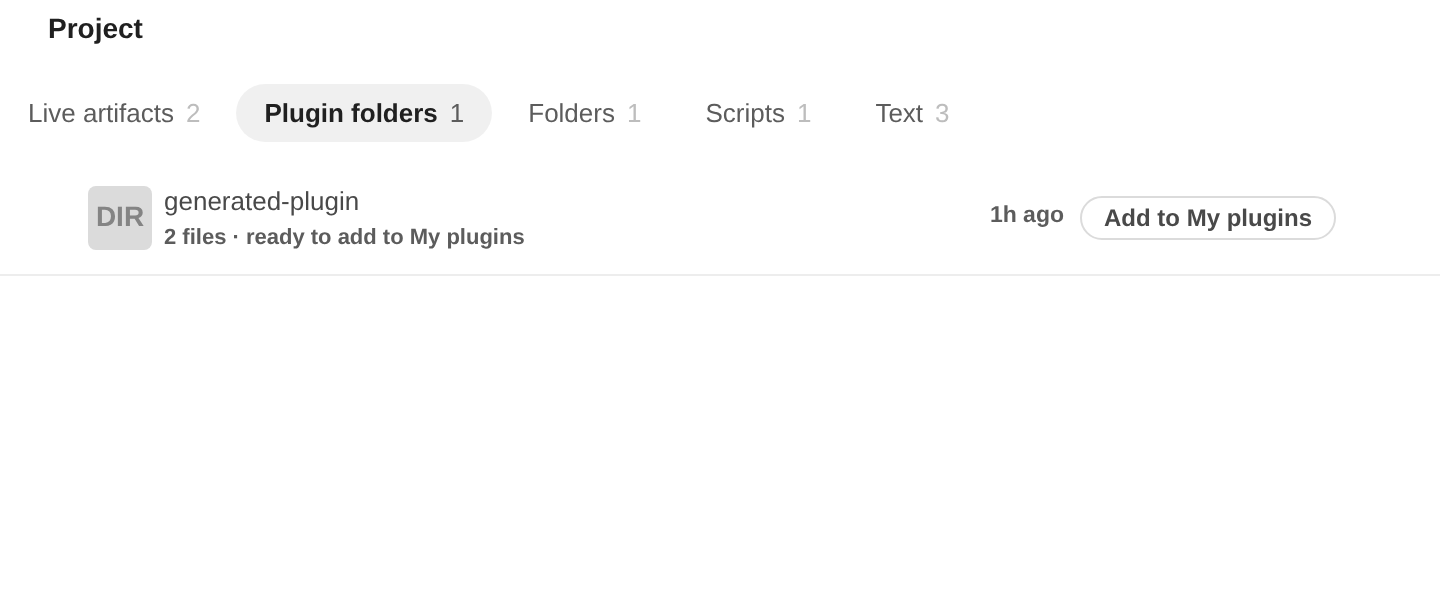 Project
Live artifacts 2 Plugin folders 1 Folders 1 Scripts 1 Text 3
DIR generated-plugin
2 files · ready to add to My plugins
1h ago Add to My plugins